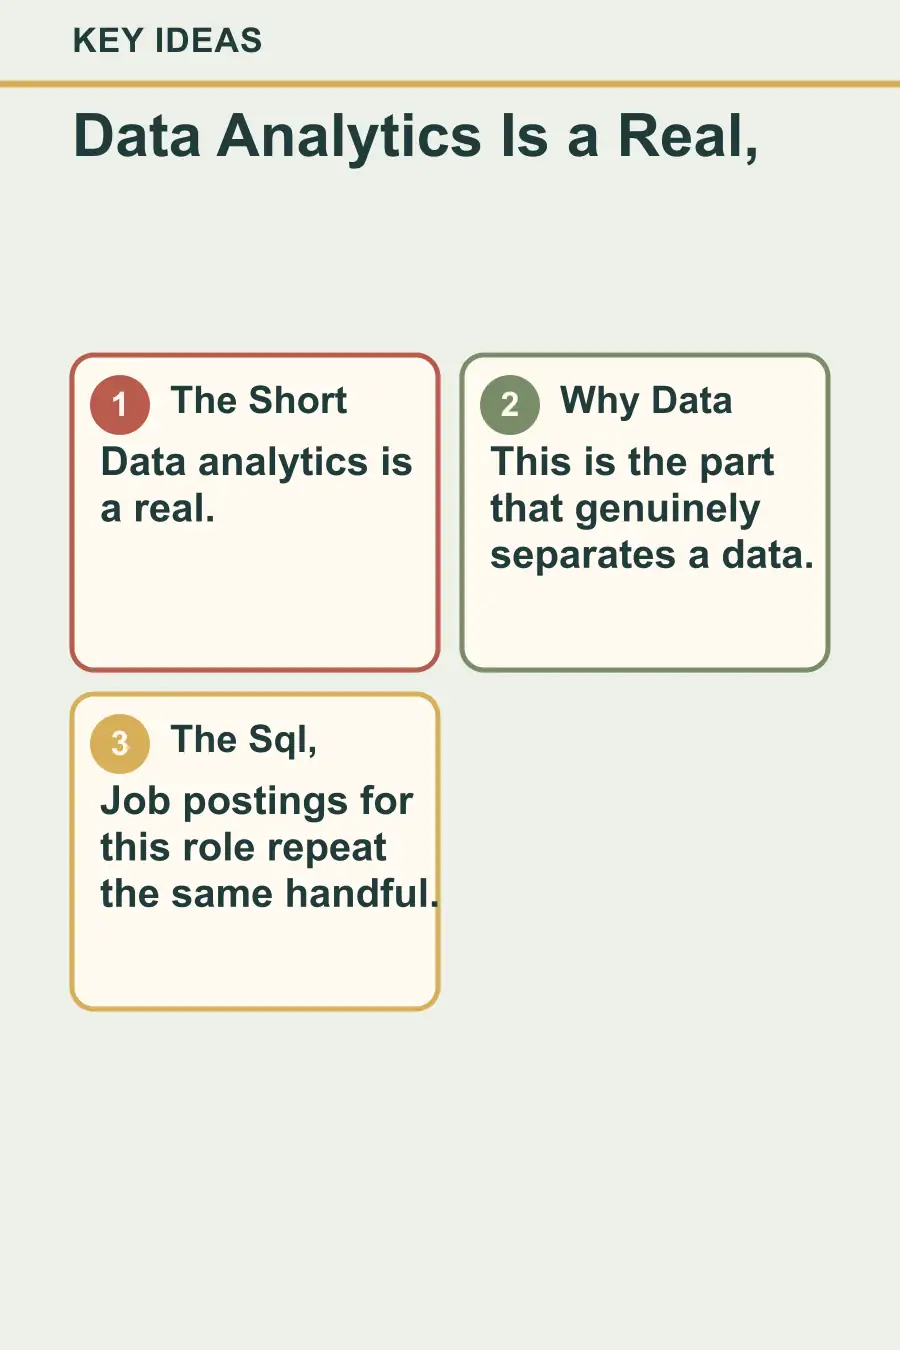 KEY IDEAS
Data Analytics Is a Real,
1 The Short
Data analytics is
a real.
2 Why Data
This is the part
that genuinely
separates a data.
3 The Sql,
Job postings for
this role repeat
the same handful.